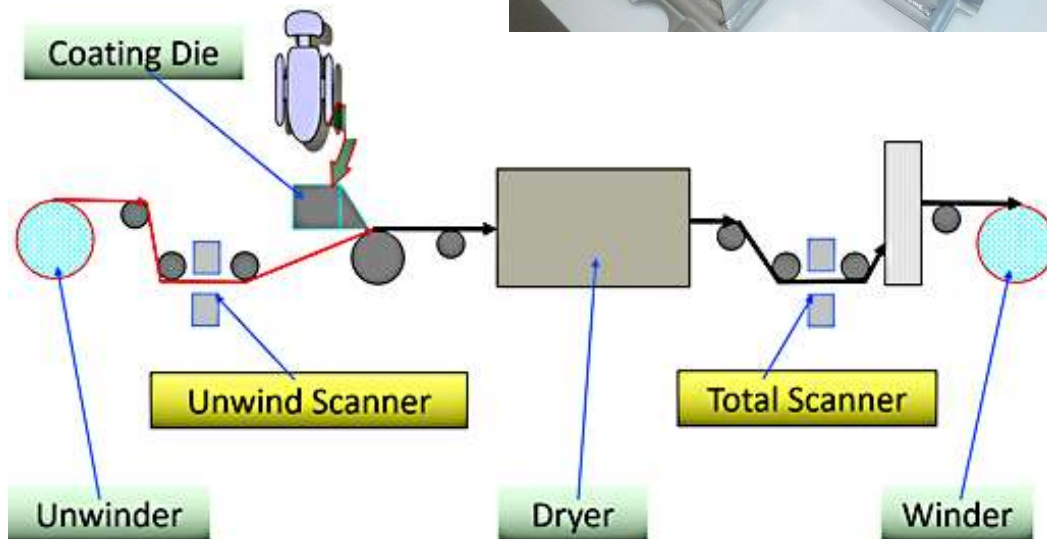 Coating Die
Unwind Scanner
Total Scanner
Unwinder
Dryer
Winder